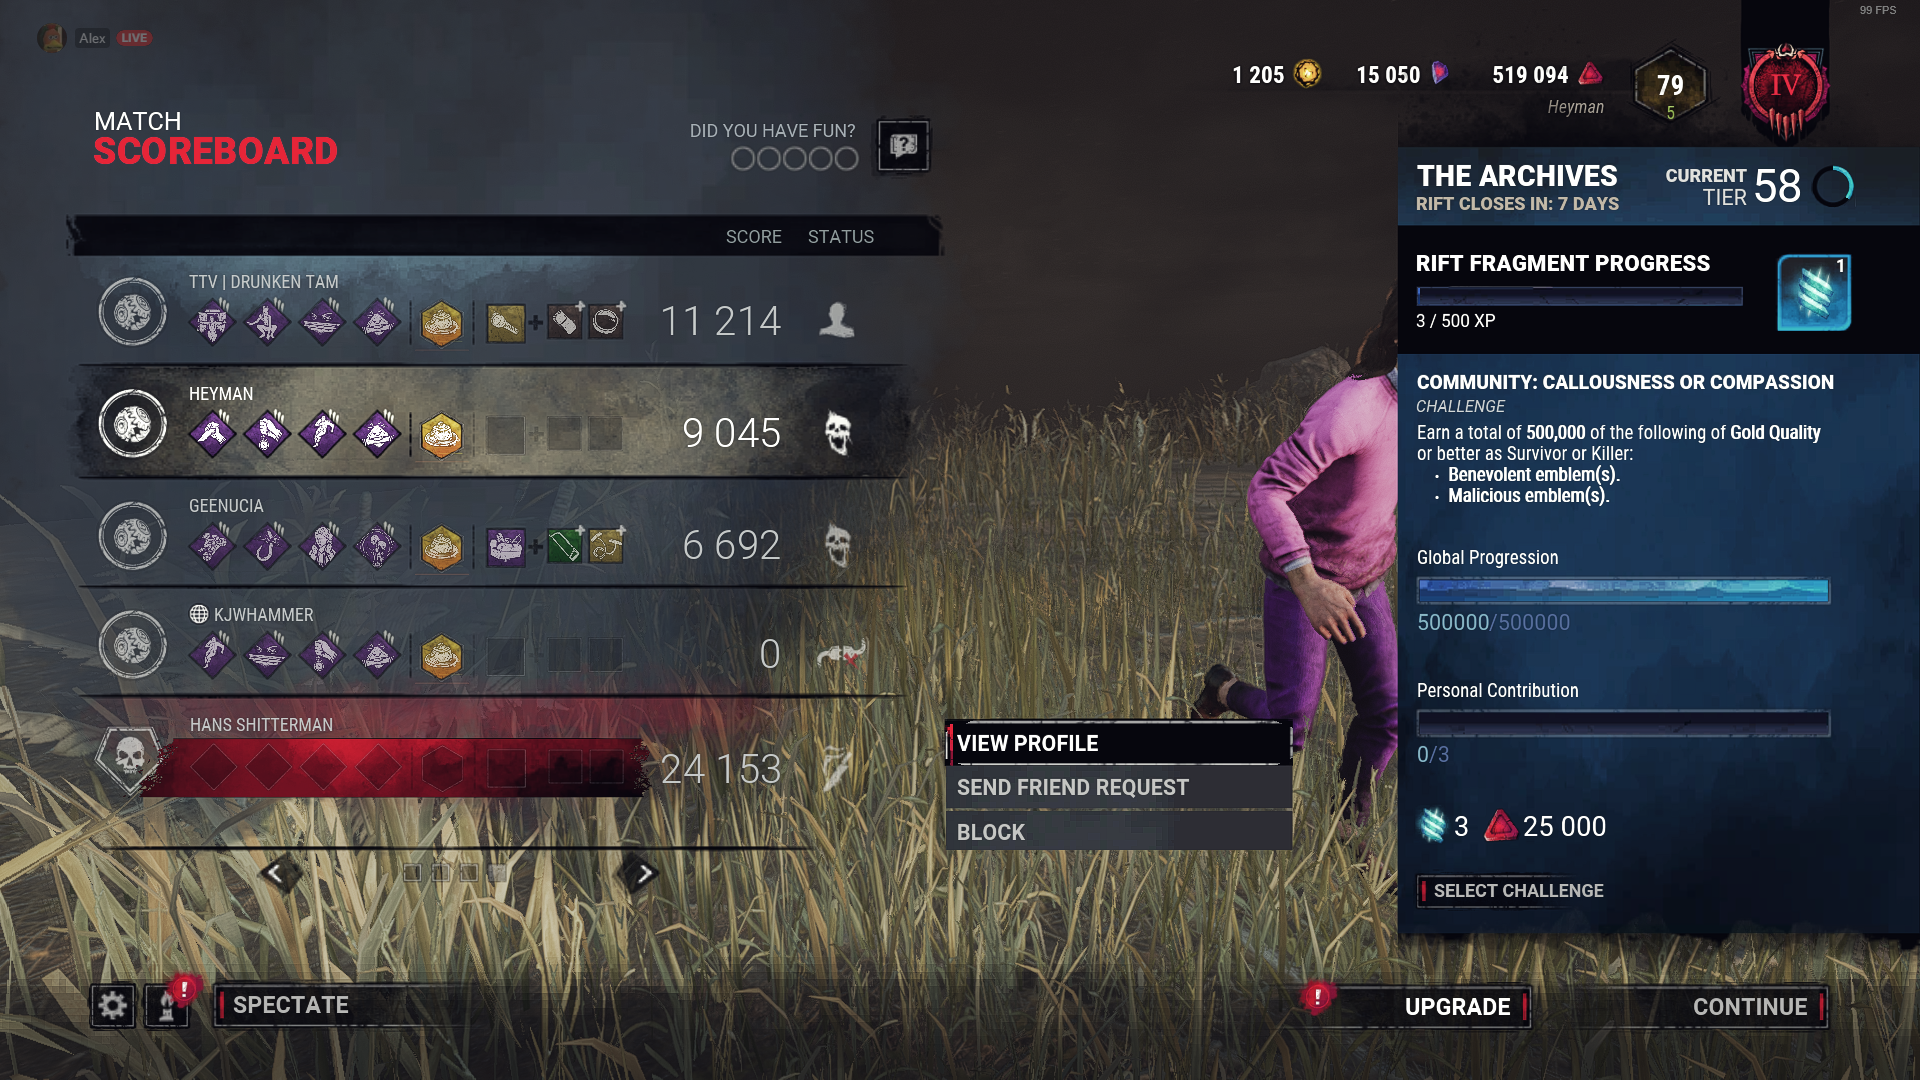 99 FPS
Alex LIVE
1 205
15 050
519 094
Heyman
79
5
IV
MATCH
SCOREBOARD
DID YOU HAVE FUN?
SCORE STATUS
TTV | DRUNKEN TAM
11 214
HEYMAN
9 045
GEENUCIA
6 692
KJWHAMMER
0
HANS SHITTERMAN
24 153
VIEW PROFILE
SEND FRIEND REQUEST
BLOCK
THE ARCHIVES
RIFT CLOSES IN: 7 DAYS
CURRENT
TIER 58
RIFT FRAGMENT PROGRESS
1
3 / 500 XP
COMMUNITY: CALLOUSNESS OR COMPASSION
CHALLENGE
Earn a total of 500,000 of the following of Gold Quality
or better as Survivor or Killer:
• Benevolent emblem(s).
• Malicious emblem(s).
Global Progression
500000/500000
Personal Contribution
0/3
3 25 000
SELECT CHALLENGE
! SPECTATE
! UPGRADE
CONTINUE